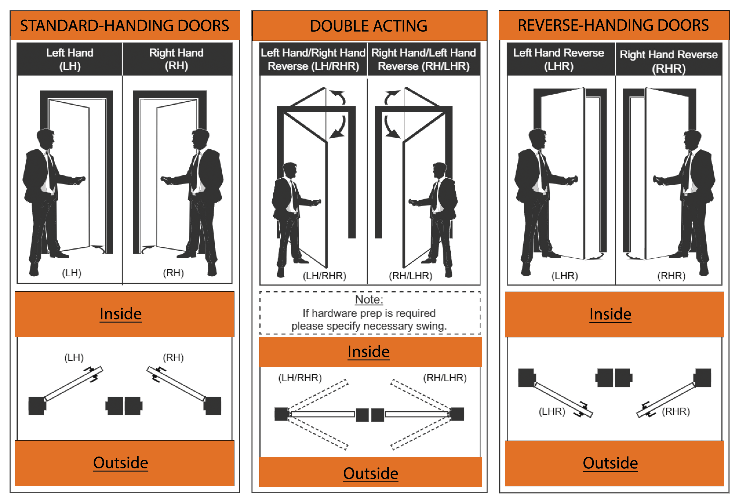 STANDARD-HANDING DOORS
Left Hand
(LH)
Right Hand
(RH)
(LH)
(RH)
Inside
(LH)
(RH)
Outside
DOUBLE ACTING
Left Hand/Right Hand
Reverse (LH/RHR)
Right Hand/Left Hand
Reverse (RH/LHR)
(LH/RHR)
(RH/LHR)
Note:
If hardware prep is required
please specify necessary swing.
Inside
(LH/RHR)
(RH/LHR)
Outside
REVERSE-HANDING DOORS
Left Hand Reverse
(LHR)
Right Hand Reverse
(RHR)
(LHR)
(RHR)
Inside
(LHR)
(RHR)
Outside